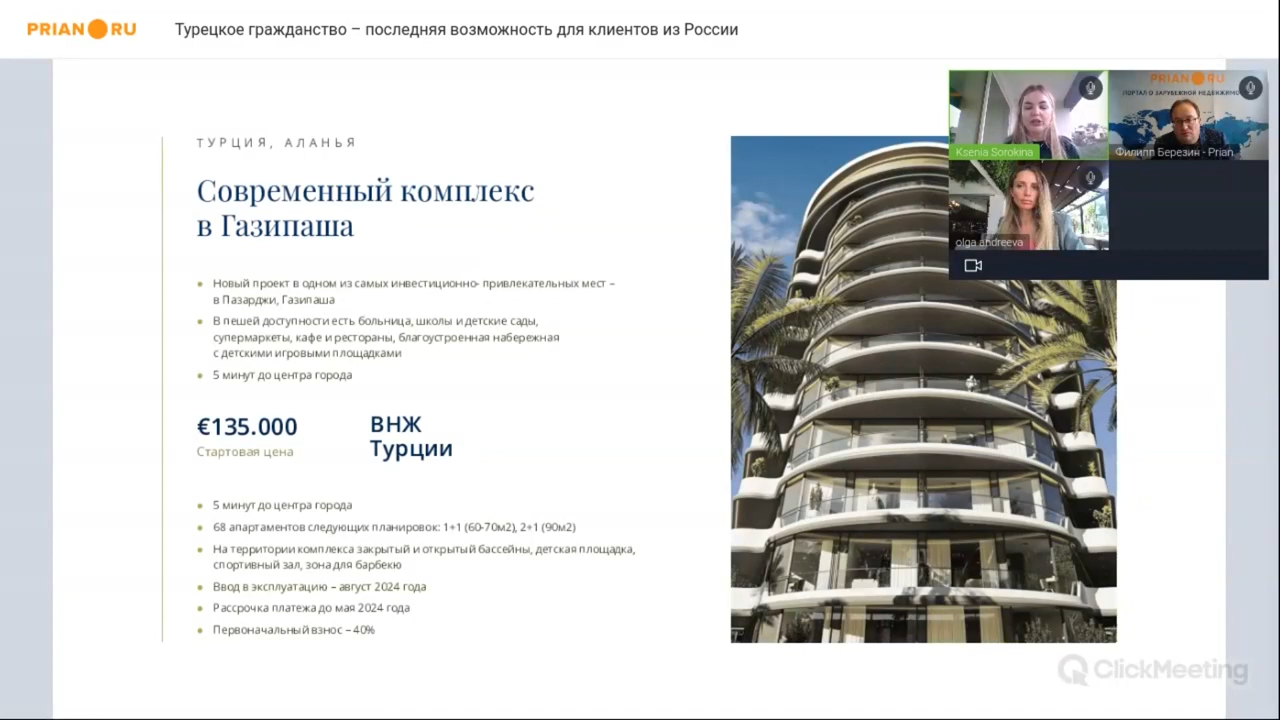 PRIAN RU
Турецкое гражданство – последняя возможность для клиентов из России
PRIAN RU
ПОРТАЛ О ЗАРУБЕЖНОЙ НЕДВИЖИМО
Ksenia Sorokina
Филипп Березин - Prian
olga andreeva
ТУРЦИЯ, АЛАНЬЯ
Современный комплекс
в Газипаша
Новый проект в одном из самых инвестиционно- привлекательных мест –
в Пазарджи, Газипаша
В пешей доступности есть больница, школы и детские сады,
супермаркеты, кафе и рестораны, благоустроенная набережная
с детскими игровыми площадками
5 минут до центра города
€135.000
Стартовая цена
ВНЖ
Турции
5 минут до центра города
68 апартаментов следующих планировок: 1+1 (60-70м2), 2+1 (90м2)
На территории комплекса закрытый и открытый бассейны, детская площадка,
спортивный зал, зона для барбекю
Ввод в эксплуатацию – август 2024 года
Рассрочка платежа до мая 2024 года
Первоначальный взнос – 40%
ClickMeeting